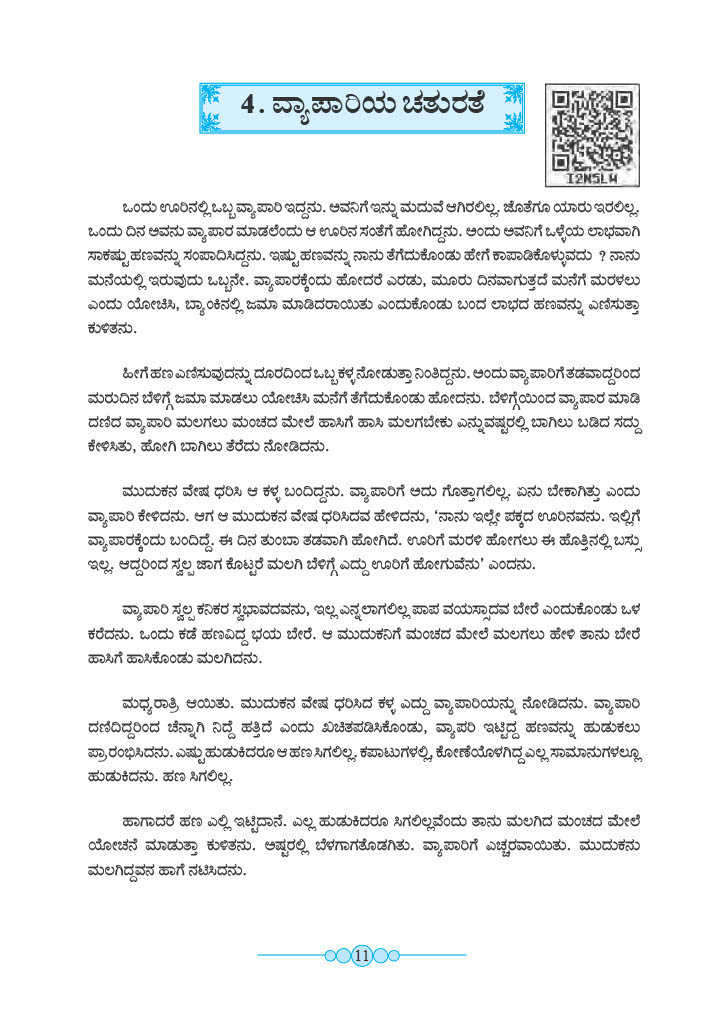 4. ವ್ಯಾಪಾರಿಯ ಚತುರತೆ
I2N5LW
ಒಂದು ಊರಿನಲ್ಲಿ ಒಬ್ಬ ವ್ಯಾಪಾರಿ ಇದ್ದನು. ಅವನಿಗೆ ಇನ್ನು ಮದುವೆ ಆಗಿರಲಿಲ್ಲ. ಜೊತೆಗೂ ಯಾರು ಇರಲಿಲ್ಲ.
ಒಂದು ದಿನ ಅವನು ವ್ಯಾಪಾರ ಮಾಡಲೆಂದು ಆ ಊರಿನ ಸಂತೆಗೆ ಹೋಗಿದ್ದನು. ಅಂದು ಅವನಿಗೆ ಒಳ್ಳೆಯ ಲಾಭವಾಗಿ
ಸಾಕಷ್ಟು ಹಣವನ್ನು ಸಂಪಾದಿಸಿದ್ದನು. ಇಷ್ಟು ಹಣವನ್ನು ನಾನು ತೆಗೆದುಕೊಂಡು ಹೇಗೆ ಕಾಪಾಡಿಕೊಳ್ಳುವದು ? ನಾನು
ಮನೆಯಲ್ಲಿ ಇರುವುದು ಒಬ್ಬನೇ. ವ್ಯಾಪಾರಕ್ಕೆಂದು ಹೋದರೆ ಎರಡು, ಮೂರು ದಿನವಾಗುತ್ತದೆ ಮನೆಗೆ ಮರಳಲು
ಎಂದು ಯೋಚಿಸಿ, ಬ್ಯಾಂಕಿನಲ್ಲಿ ಜಮಾ ಮಾಡಿದರಾಯಿತು ಎಂದುಕೊಂಡು ಬಂದ ಲಾಭದ ಹಣವನ್ನು ಎಣಿಸುತ್ತಾ
ಕುಳಿತನು.
ಹೀಗೆ ಹಣ ಎಣಿಸುವುದನ್ನು ದೂರದಿಂದ ಒಬ್ಬ ಕಳ್ಳ ನೋಡುತ್ತಾ ನಿಂತಿದ್ದನು. ಅಂದು ವ್ಯಾಪಾರಿಗೆ ತಡವಾದ್ದರಿಂದ
ಮರುದಿನ ಬೆಳಿಗ್ಗೆ ಜಮಾ ಮಾಡಲು ಯೋಚಿಸಿ ಮನೆಗೆ ತೆಗೆದುಕೊಂಡು ಹೋದನು. ಬೆಳಿಗ್ಗೆಯಿಂದ ವ್ಯಾಪಾರ ಮಾಡಿ
ದಣಿದ ವ್ಯಾಪಾರಿ ಮಲಗಲು ಮಂಚದ ಮೇಲೆ ಹಾಸಿಗೆ ಹಾಸಿ ಮಲಗಬೇಕು ಎನ್ನುವಷ್ಟರಲ್ಲಿ ಬಾಗಿಲು ಬಡಿದ ಸದ್ದು
ಕೇಳಿಸಿತು, ಹೋಗಿ ಬಾಗಿಲು ತೆರೆದು ನೋಡಿದನು.
ಮುದುಕನ ವೇಷ ಧರಿಸಿ ಆ ಕಳ್ಳ ಬಂದಿದ್ದನು. ವ್ಯಾಪಾರಿಗೆ ಅದು ಗೊತ್ತಾಗಲಿಲ್ಲ. ಏನು ಬೇಕಾಗಿತ್ತು ಎಂದು
ವ್ಯಾಪಾರಿ ಕೇಳಿದನು. ಆಗ ಆ ಮುದುಕನ ವೇಷ ಧರಿಸಿದವ ಹೇಳಿದನು, ‘ನಾನು ಇಲ್ಲೇ ಪಕ್ಕದ ಊರಿನವನು. ಇಲ್ಲಿಗೆ
ವ್ಯಾಪಾರಕ್ಕೆಂದು ಬಂದಿದ್ದೆ. ಈ ದಿನ ತುಂಬಾ ತಡವಾಗಿ ಹೋಗಿದೆ. ಊರಿಗೆ ಮರಳಿ ಹೋಗಲು ಈ ಹೊತ್ತಿನಲ್ಲಿ ಬಸ್ಸು
ಇಲ್ಲ. ಆದ್ದರಿಂದ ಸ್ವಲ್ಪ ಜಾಗ ಕೊಟ್ಟರೆ ಮಲಗಿ ಬೆಳಿಗ್ಗೆ ಎದ್ದು ಊರಿಗೆ ಹೋಗುವೆನು’ ಎಂದನು.
ವ್ಯಾಪಾರಿ ಸ್ವಲ್ಪ ಕನಿಕರ ಸ್ವಭಾವದವನು, ಇಲ್ಲ ಎನ್ನಲಾಗಲಿಲ್ಲ ಪಾಪ ವಯಸ್ಸಾದವ ಬೇರೆ ಎಂದುಕೊಂಡು ಒಳ
ಕರೆದನು. ಒಂದು ಕಡೆ ಹಣವಿದ್ದ ಭಯ ಬೇರೆ. ಆ ಮುದುಕನಿಗೆ ಮಂಚದ ಮೇಲೆ ಮಲಗಲು ಹೇಳಿ ತಾನು ಬೇರೆ
ಹಾಸಿಗೆ ಹಾಸಿಕೊಂಡು ಮಲಗಿದನು.
ಮಧ್ಯರಾತ್ರಿ ಆಯಿತು. ಮುದುಕನ ವೇಷ ಧರಿಸಿದ ಕಳ್ಳ ಎದ್ದು ವ್ಯಾಪಾರಿಯನ್ನು ನೋಡಿದನು. ವ್ಯಾಪಾರಿ
ದಣಿದಿದ್ದರಿಂದ ಚೆನ್ನಾಗಿ ನಿದ್ದೆ ಹತ್ತಿದೆ ಎಂದು ಖಚಿತಪಡಿಸಿಕೊಂಡು, ವ್ಯಾಪರಿ ಇಟ್ಟಿದ್ದ ಹಣವನ್ನು ಹುಡುಕಲು
ಪ್ರಾರಂಭಿಸಿದನು. ಎಷ್ಟು ಹುಡುಕಿದರೂ ಆ ಹಣ ಸಿಗಲಿಲ್ಲ. ಕಪಾಟುಗಳಲ್ಲಿ, ಕೋಣೆಯೊಳಗಿದ್ದ ಎಲ್ಲ ಸಾಮಾನುಗಳಲ್ಲೂ
ಹುಡುಕಿದನು. ಹಣ ಸಿಗಲಿಲ್ಲ.
ಹಾಗಾದರೆ ಹಣ ಎಲ್ಲಿ ಇಟ್ಟಿದಾನೆ. ಎಲ್ಲ ಹುಡುಕಿದರೂ ಸಿಗಲಿಲ್ಲವೆಂದು ತಾನು ಮಲಗಿದ ಮಂಚದ ಮೇಲೆ
ಯೋಚನೆ ಮಾಡುತ್ತಾ ಕುಳಿತನು. ಅಷ್ಟರಲ್ಲಿ ಬೆಳಗಾಗತೊಡಗಿತು. ವ್ಯಾಪಾರಿಗೆ ಎಚ್ಚರವಾಯಿತು. ಮುದುಕನು
ಮಲಗಿದ್ದವನ ಹಾಗೆ ನಟಿಸಿದನು.
11